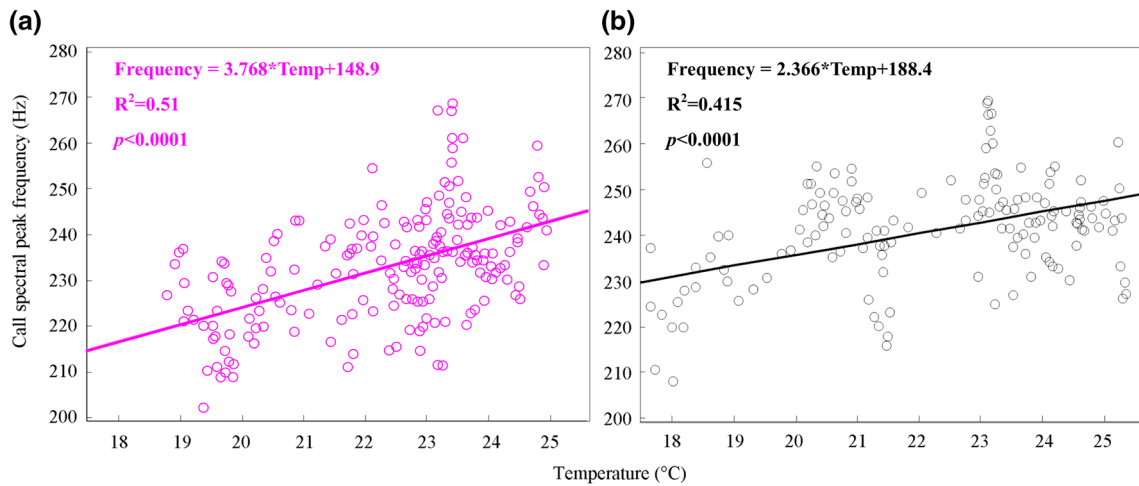 (a)
Frequency = 3.768*Temp+148.9
R²=0.51
p<0.0001
Call spectral peak frequency (Hz)
280
270
260
250
240
230
220
210
200
18 19 20 21 22 23 24 25
(b)
Frequency = 2.366*Temp+188.4
R²=0.415
p<0.0001
280
270
260
250
240
230
220
210
200
18 19 20 21 22 23 24 25
Temperature (°C)